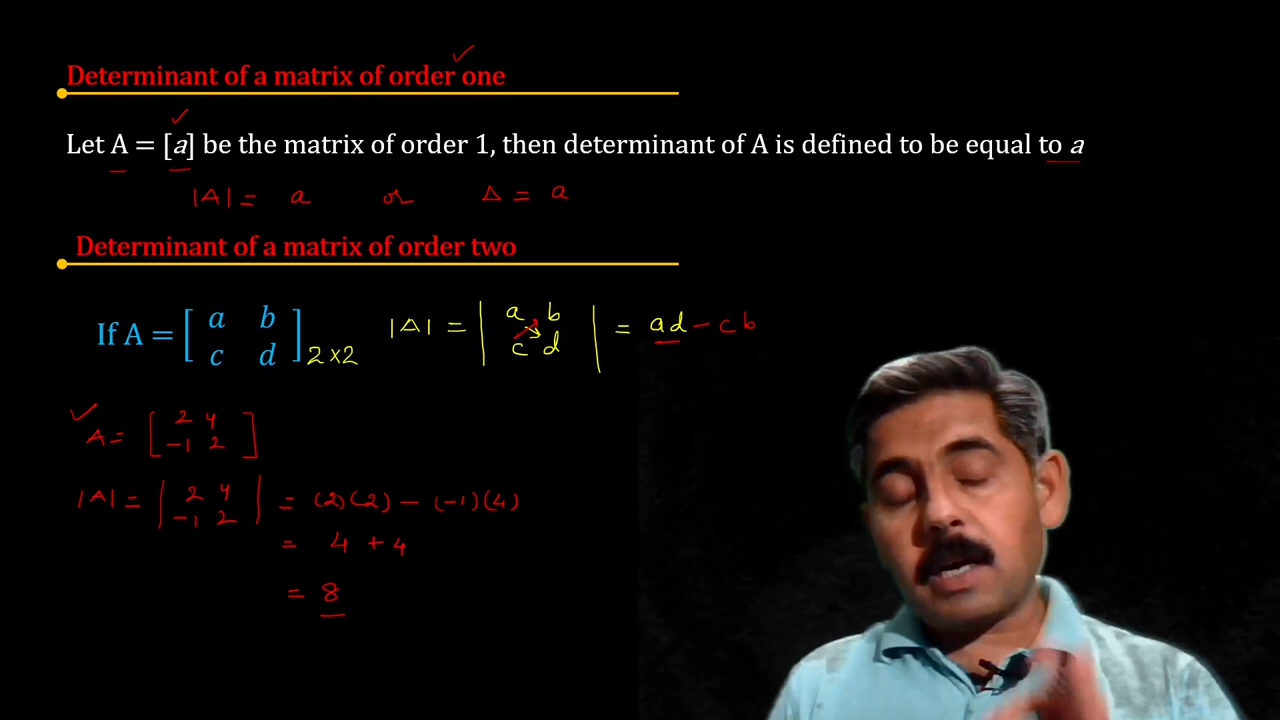 Determinant of a matrix of order one
Let A = [a] be the matrix of order 1, then determinant of A is defined to be equal to a
|A| = a or Δ = a
Determinant of a matrix of order two
If A = [ a b
c d ] 2×2
|A| = | a b
c d | = ad - cb
A = [ 2 4
-1 2 ]
|A| = | 2 4
-1 2 | = (2)(2) - (-1)(4)
= 4 + 4
= 8